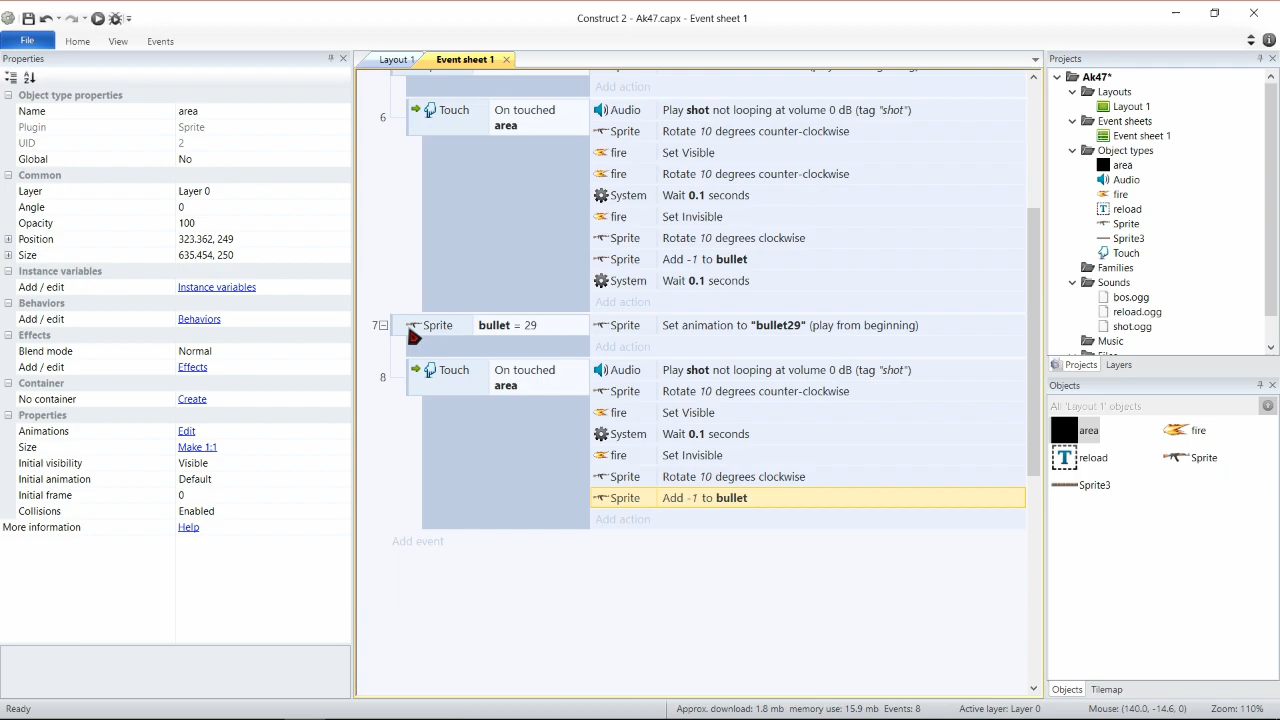 Construct 2 - Ak47.capx - Event sheet 1
File Home View Events
Properties
Layout 1 Event sheet 1
Projects
Object type properties
Name area
Plugin Sprite
UID 2
Global No
Common
Layer Layer 0
Angle 0
Opacity 100
Position 323.362, 249
Size 635.454, 250
Instance variables
Add / edit Instance variables
Behaviors
Add / edit Behaviors
Effects
Blend mode Normal
Add / edit Effects
Container
No container Create
Properties
Animations Edit
Size Make 1:1
Initial visibility Visible
Initial animation Default
Initial frame 0
Collisions Enabled
More information Help
Add action
6 Touch On touched area
Audio Play shot not looping at volume 0 dB (tag "shot")
Sprite Rotate 10 degrees counter-clockwise
fire Set Visible
fire Rotate 10 degrees counter-clockwise
System Wait 0.1 seconds
fire Set Invisible
Sprite Rotate 10 degrees clockwise
Sprite Add -1 to bullet
System Wait 0.1 seconds
Add action
7 Sprite bullet = 29
Sprite Set animation to "bullet29" (play from beginning)
Add action
8 Touch On touched area
Audio Play shot not looping at volume 0 dB (tag "shot")
Sprite Rotate 10 degrees counter-clockwise
fire Set Visible
System Wait 0.1 seconds
fire Set Invisible
Sprite Rotate 10 degrees clockwise
Sprite Add -1 to bullet
Add action
Add event
Ak47*
Layouts
Layout 1
Event sheets
Event sheet 1
Object types
area
Audio
fire
reload
Sprite
Sprite3
Touch
Families
Sounds
bos.ogg
reload.ogg
shot.ogg
Music
Projects Layers
Objects
All 'Layout 1' objects
area fire
reload Sprite
Sprite3
Objects Tilemap
Ready
Approx. download: 1.8 mb memory use: 15.9 mb Events: 8 Active layer: Layer 0 Mouse: (140.0, -14.6, 0) Zoom: 110%